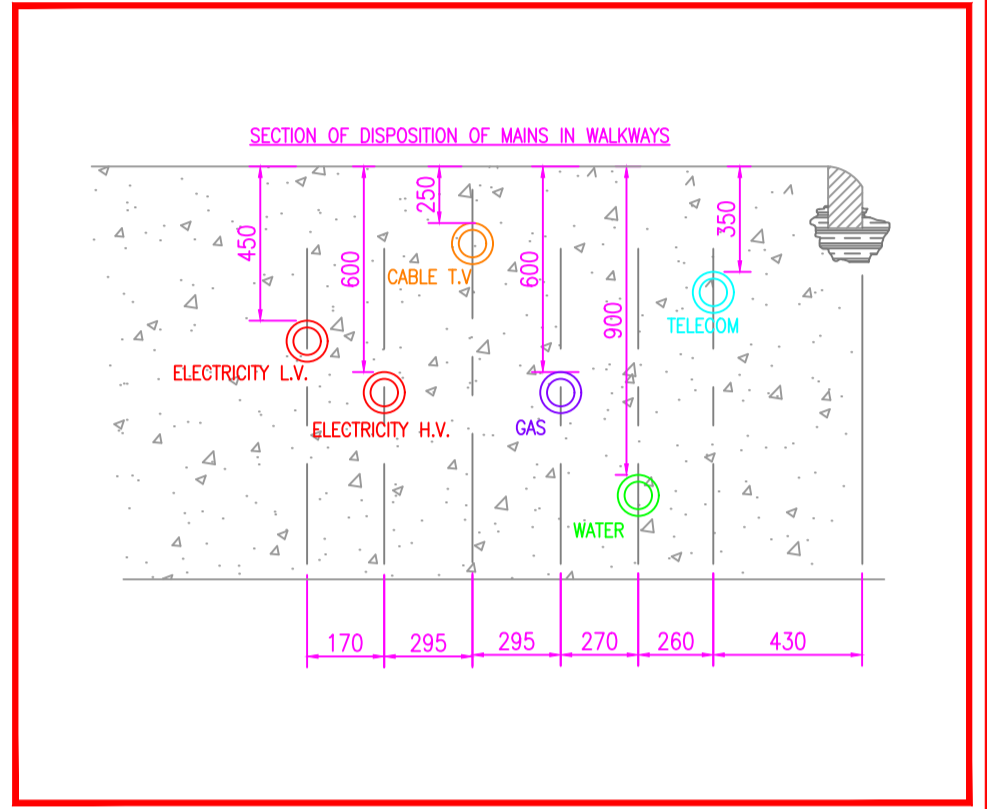 SECTION OF DISPOSITION OF MAINS IN WALKWAYS
450
600
250
600
900
350
CABLE T.V
TELECOM
ELECTRICITY L.V.
ELECTRICITY H.V.
GAS
WATER
170 295 295 270 260 430